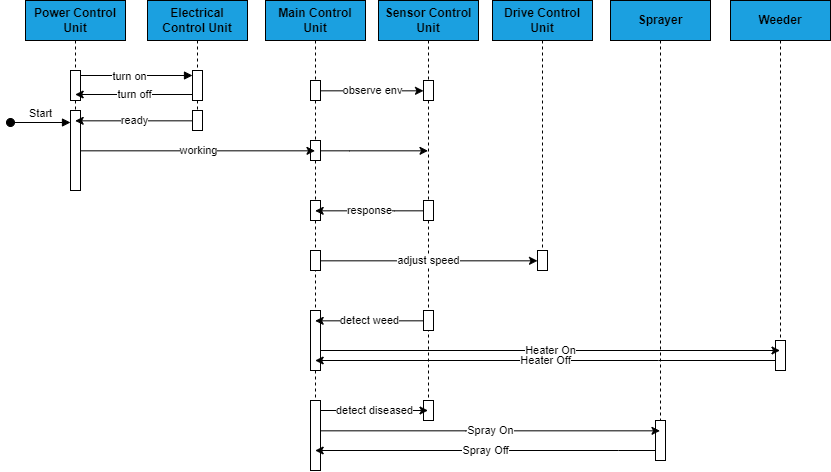 Power Control
Unit
Electrical
Control Unit
Main Control
Unit
Sensor Control
Unit
Drive Control
Unit
Sprayer
Weeder
turn on
turn off
observe env
Start
ready
working
response
adjust speed
detect weed
Heater On
Heater Off
detect diseased
Spray On
Spray Off